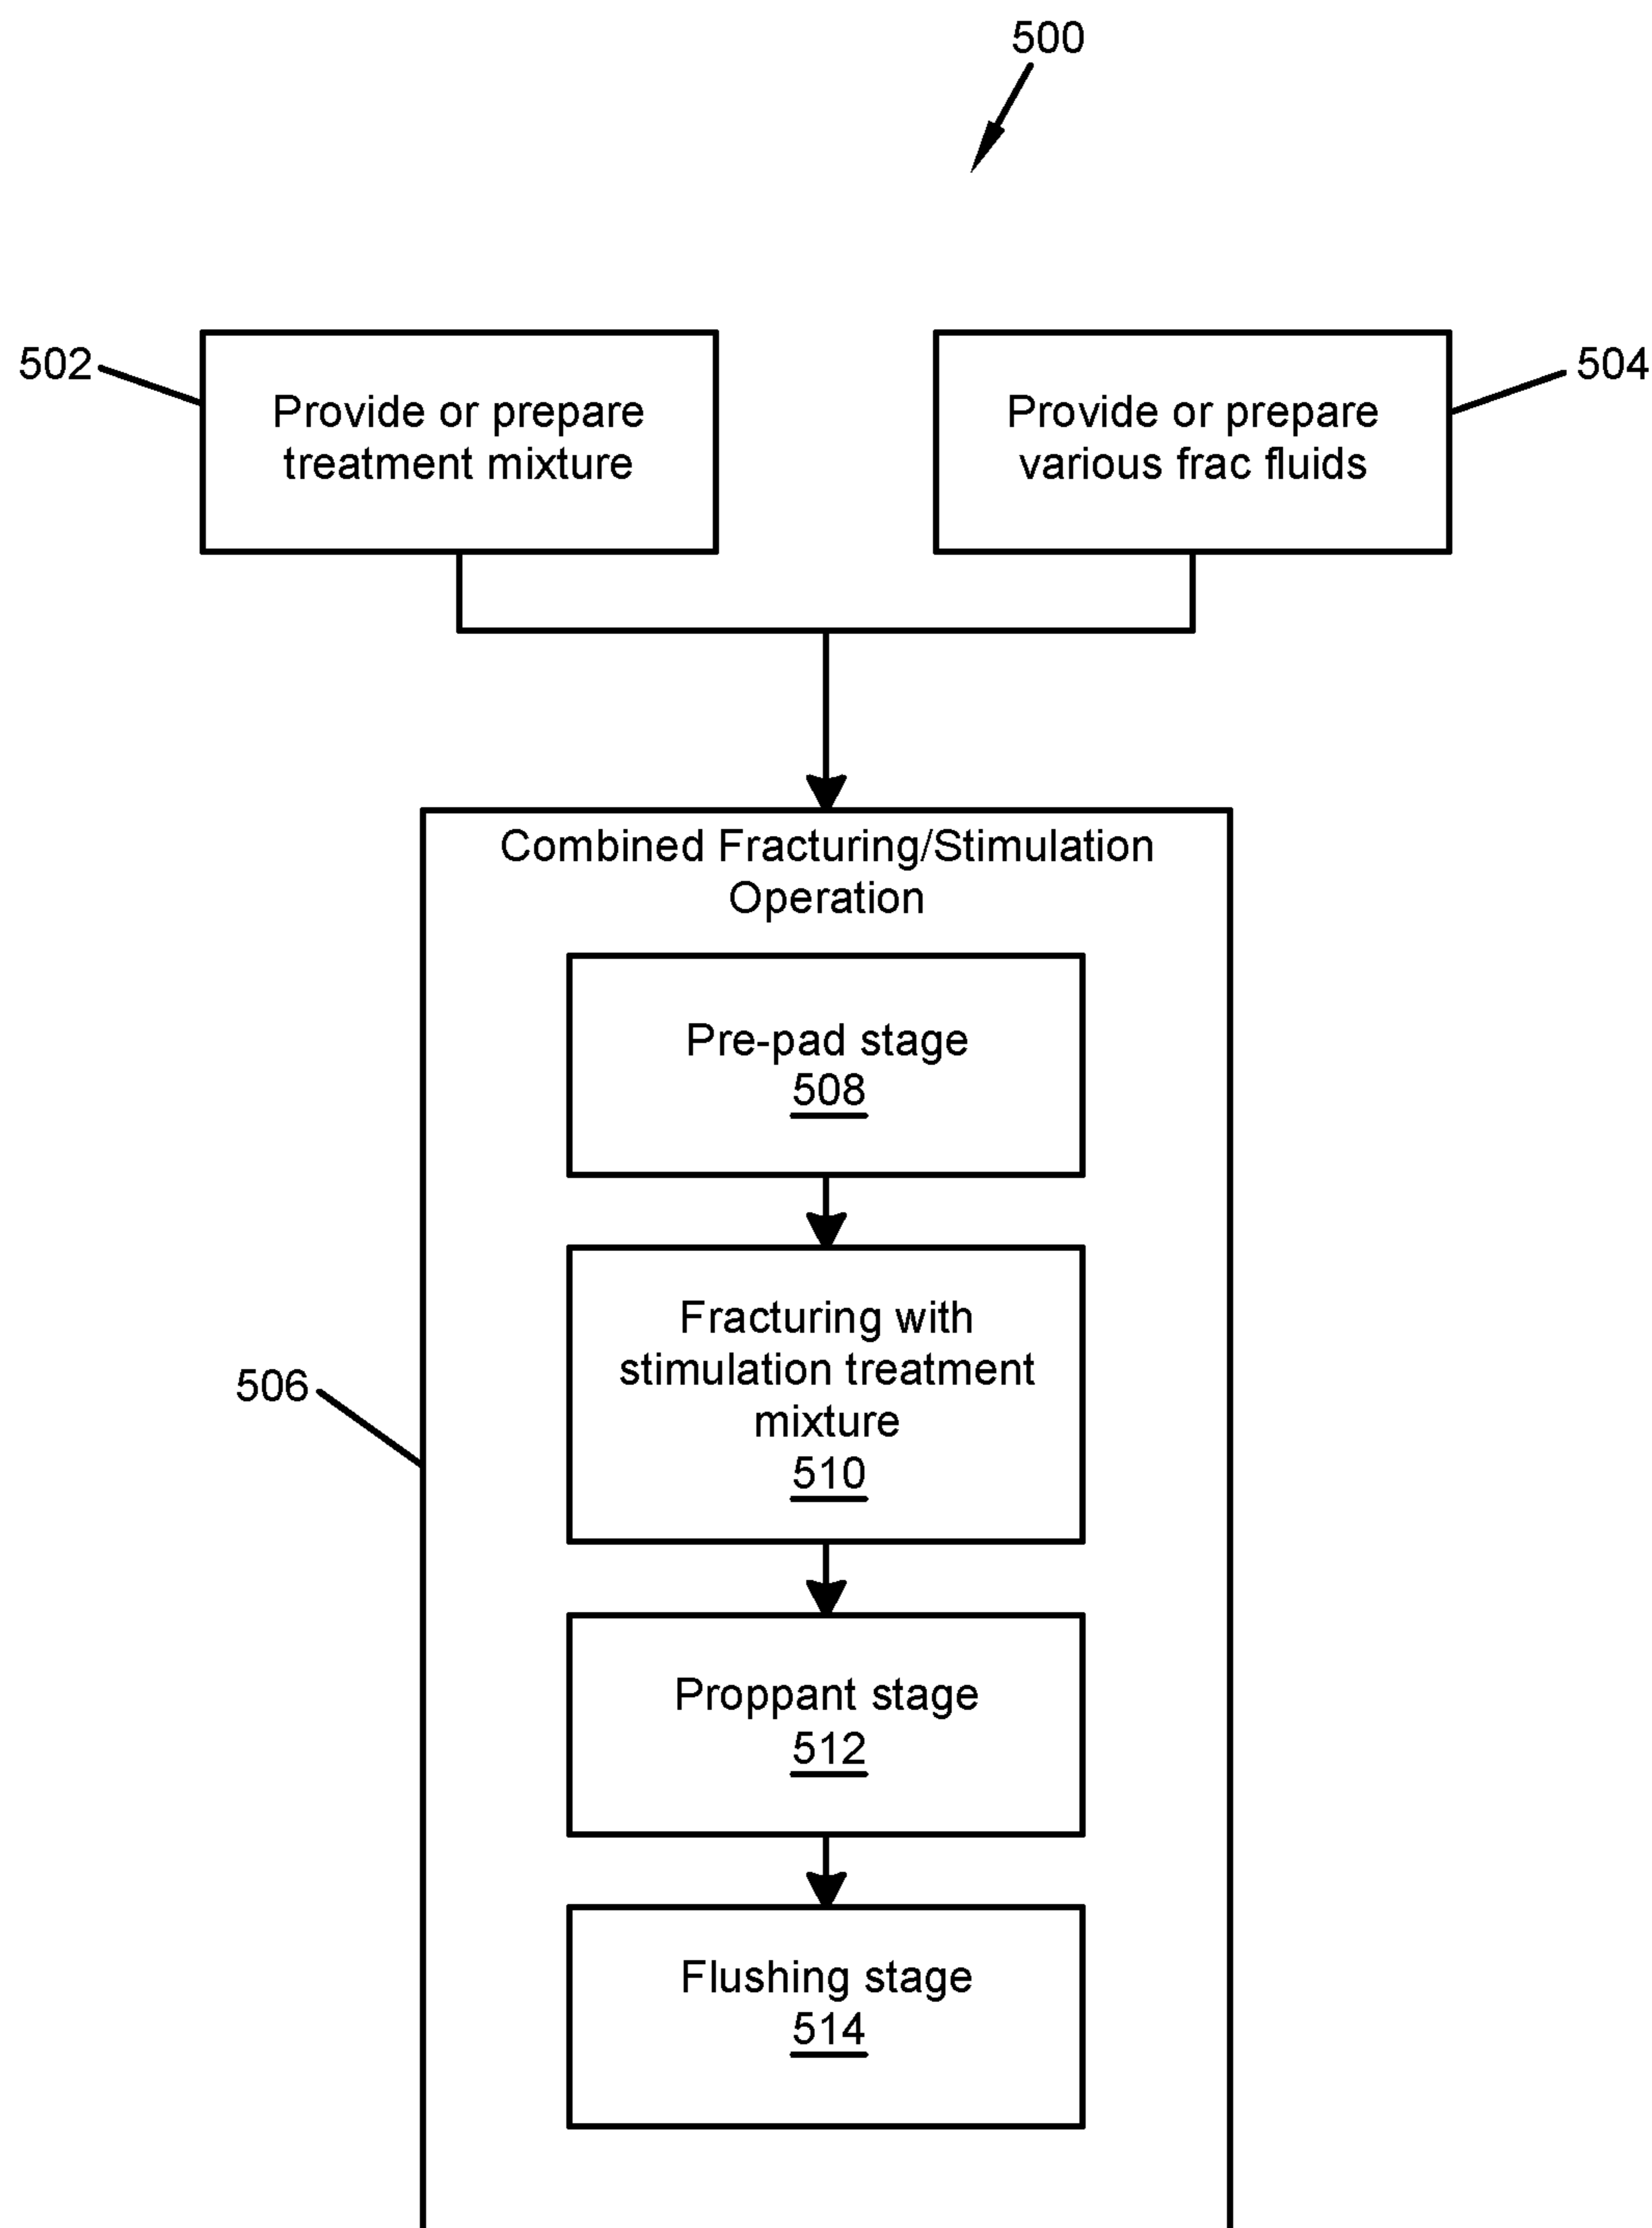 500
502
Provide or prepare
treatment mixture
Provide or prepare
various frac fluids
504
Combined Fracturing/Stimulation
Operation
Pre-pad stage
508
Fracturing with
stimulation treatment
mixture
510
506
Proppant stage
512
Flushing stage
514